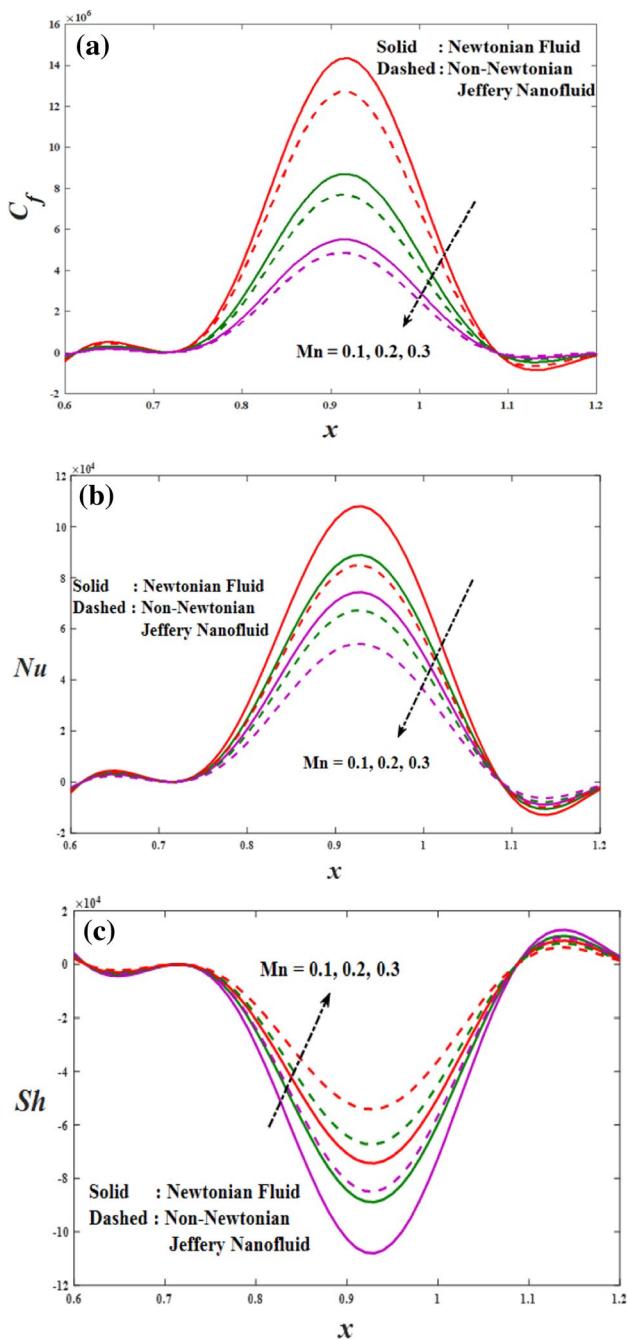 ×10⁶
(a)
Solid : Newtonian Fluid
Dashed : Non-Newtonian
Jeffery Nanofluid
16
14
12
10
8
6
4
2
0
-2
C_f
Mn = 0.1, 0.2, 0.3
0.6 0.7 0.8 0.9 1 1.1 1.2
x
×10⁴
(b)
Solid : Newtonian Fluid
Dashed : Non-Newtonian
Jeffery Nanofluid
12
10
8
6
4
2
0
-2
Nu
Mn = 0.1, 0.2, 0.3
0.6 0.7 0.8 0.9 1 1.1 1.2
x
×10⁴
(c)
Mn = 0.1, 0.2, 0.3
2
0
-2
-4
-6
-8
-10
-12
Sh
Solid : Newtonian Fluid
Dashed : Non-Newtonian
Jeffery Nanofluid
0.6 0.7 0.8 0.9 1 1.1 1.2
x